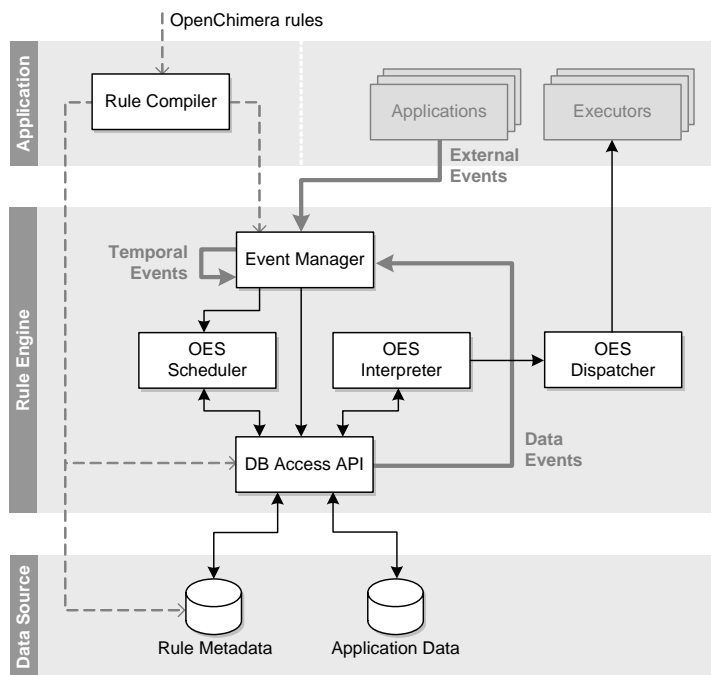 OpenChimera rules
Application
Rule Compiler
Applications
Executors
External
Events
Rule Engine
Temporal
Events
Event Manager
OES
Scheduler
OES
Interpreter
OES
Dispatcher
DB Access API
Data
Events
Data Source
Rule Metadata
Application Data